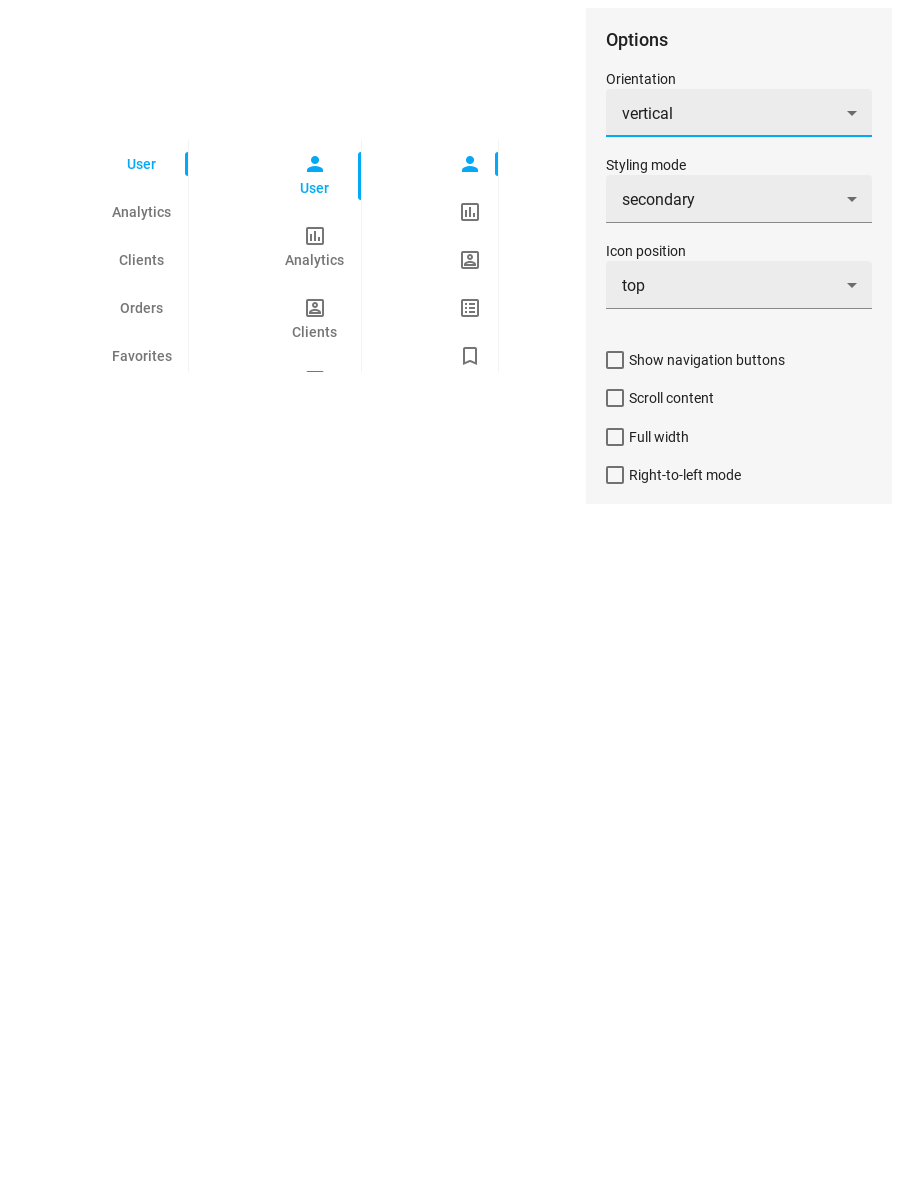 User
Analytics
Clients
Orders
Favorites
User
Analytics
Clients
Options
Orientation
vertical
Styling mode
secondary
Icon position
top
Show navigation buttons
Scroll content
Full width
Right-to-left mode